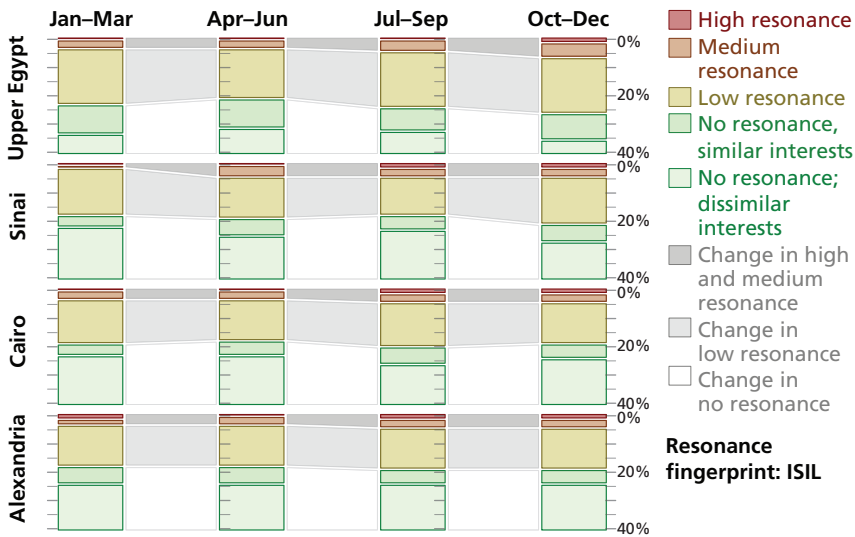 Jan–Mar Apr–Jun Jul–Sep Oct–Dec
Upper Egypt
0%
20%
40%
Sinai
0%
20%
40%
Cairo
0%
20%
40%
Alexandria
0%
20%
40%
High resonance
Medium
resonance
Low resonance
No resonance,
similar interests
No resonance;
dissimilar
interests
Change in high
and medium
resonance
Change in
low resonance
Change in
no resonance
Resonance
fingerprint: ISIL